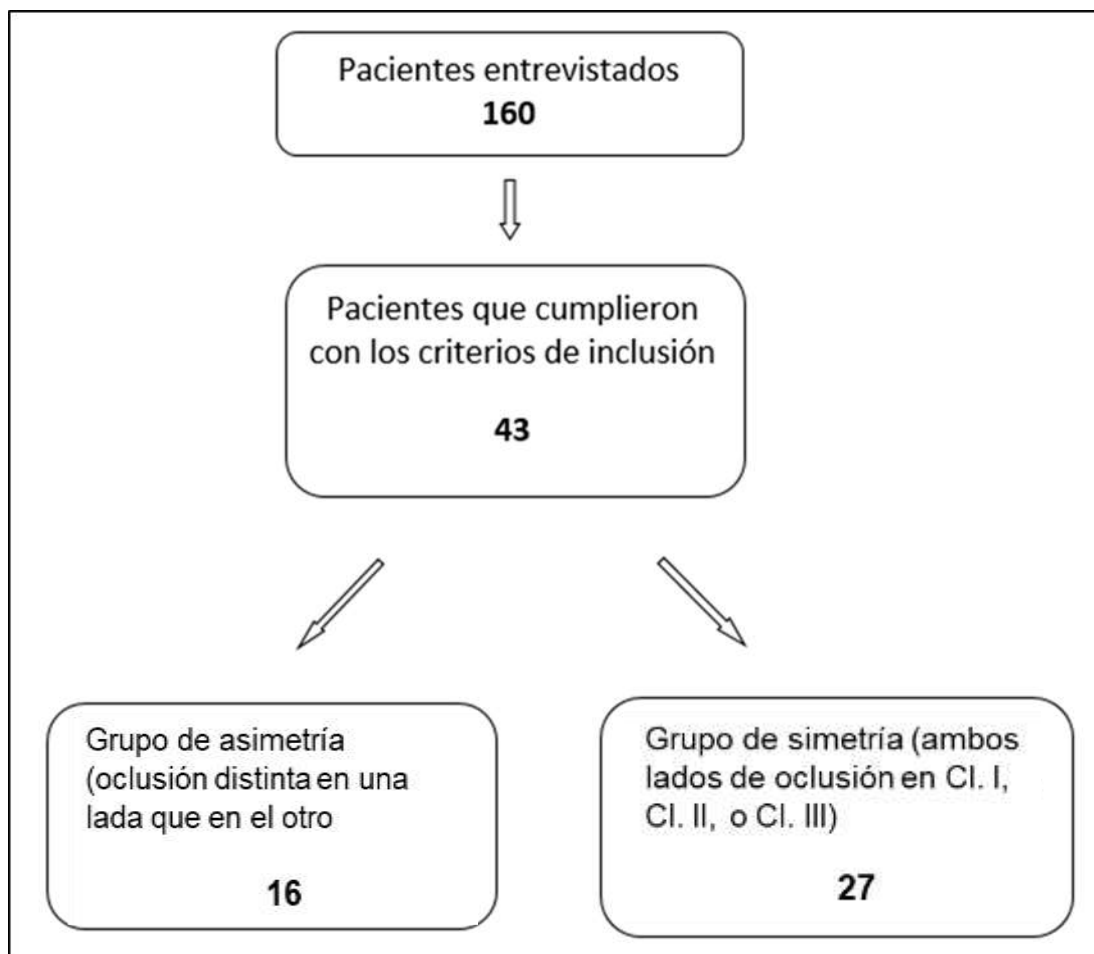 Pacientes entrevistados
160
Pacientes que cumplieron
con los criterios de inclusión
43
Grupo de asimetría
(oclusión distinta en una
lada que en el otro
16
Grupo de simetría (ambos
lados de oclusión en Cl. I,
Cl. II, o Cl. III)
27